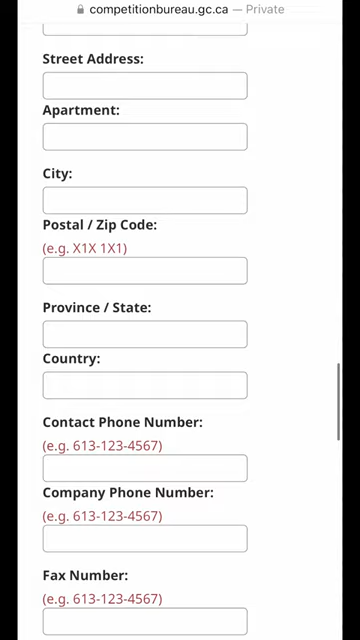 competitionbureau.gc.ca — Private
Street Address:
Apartment:
City:
Postal / Zip Code:
(e.g. X1X 1X1)
Province / State:
Country:
Contact Phone Number:
(e.g. 613-123-4567)
Company Phone Number:
(e.g. 613-123-4567)
Fax Number:
(e.g. 613-123-4567)